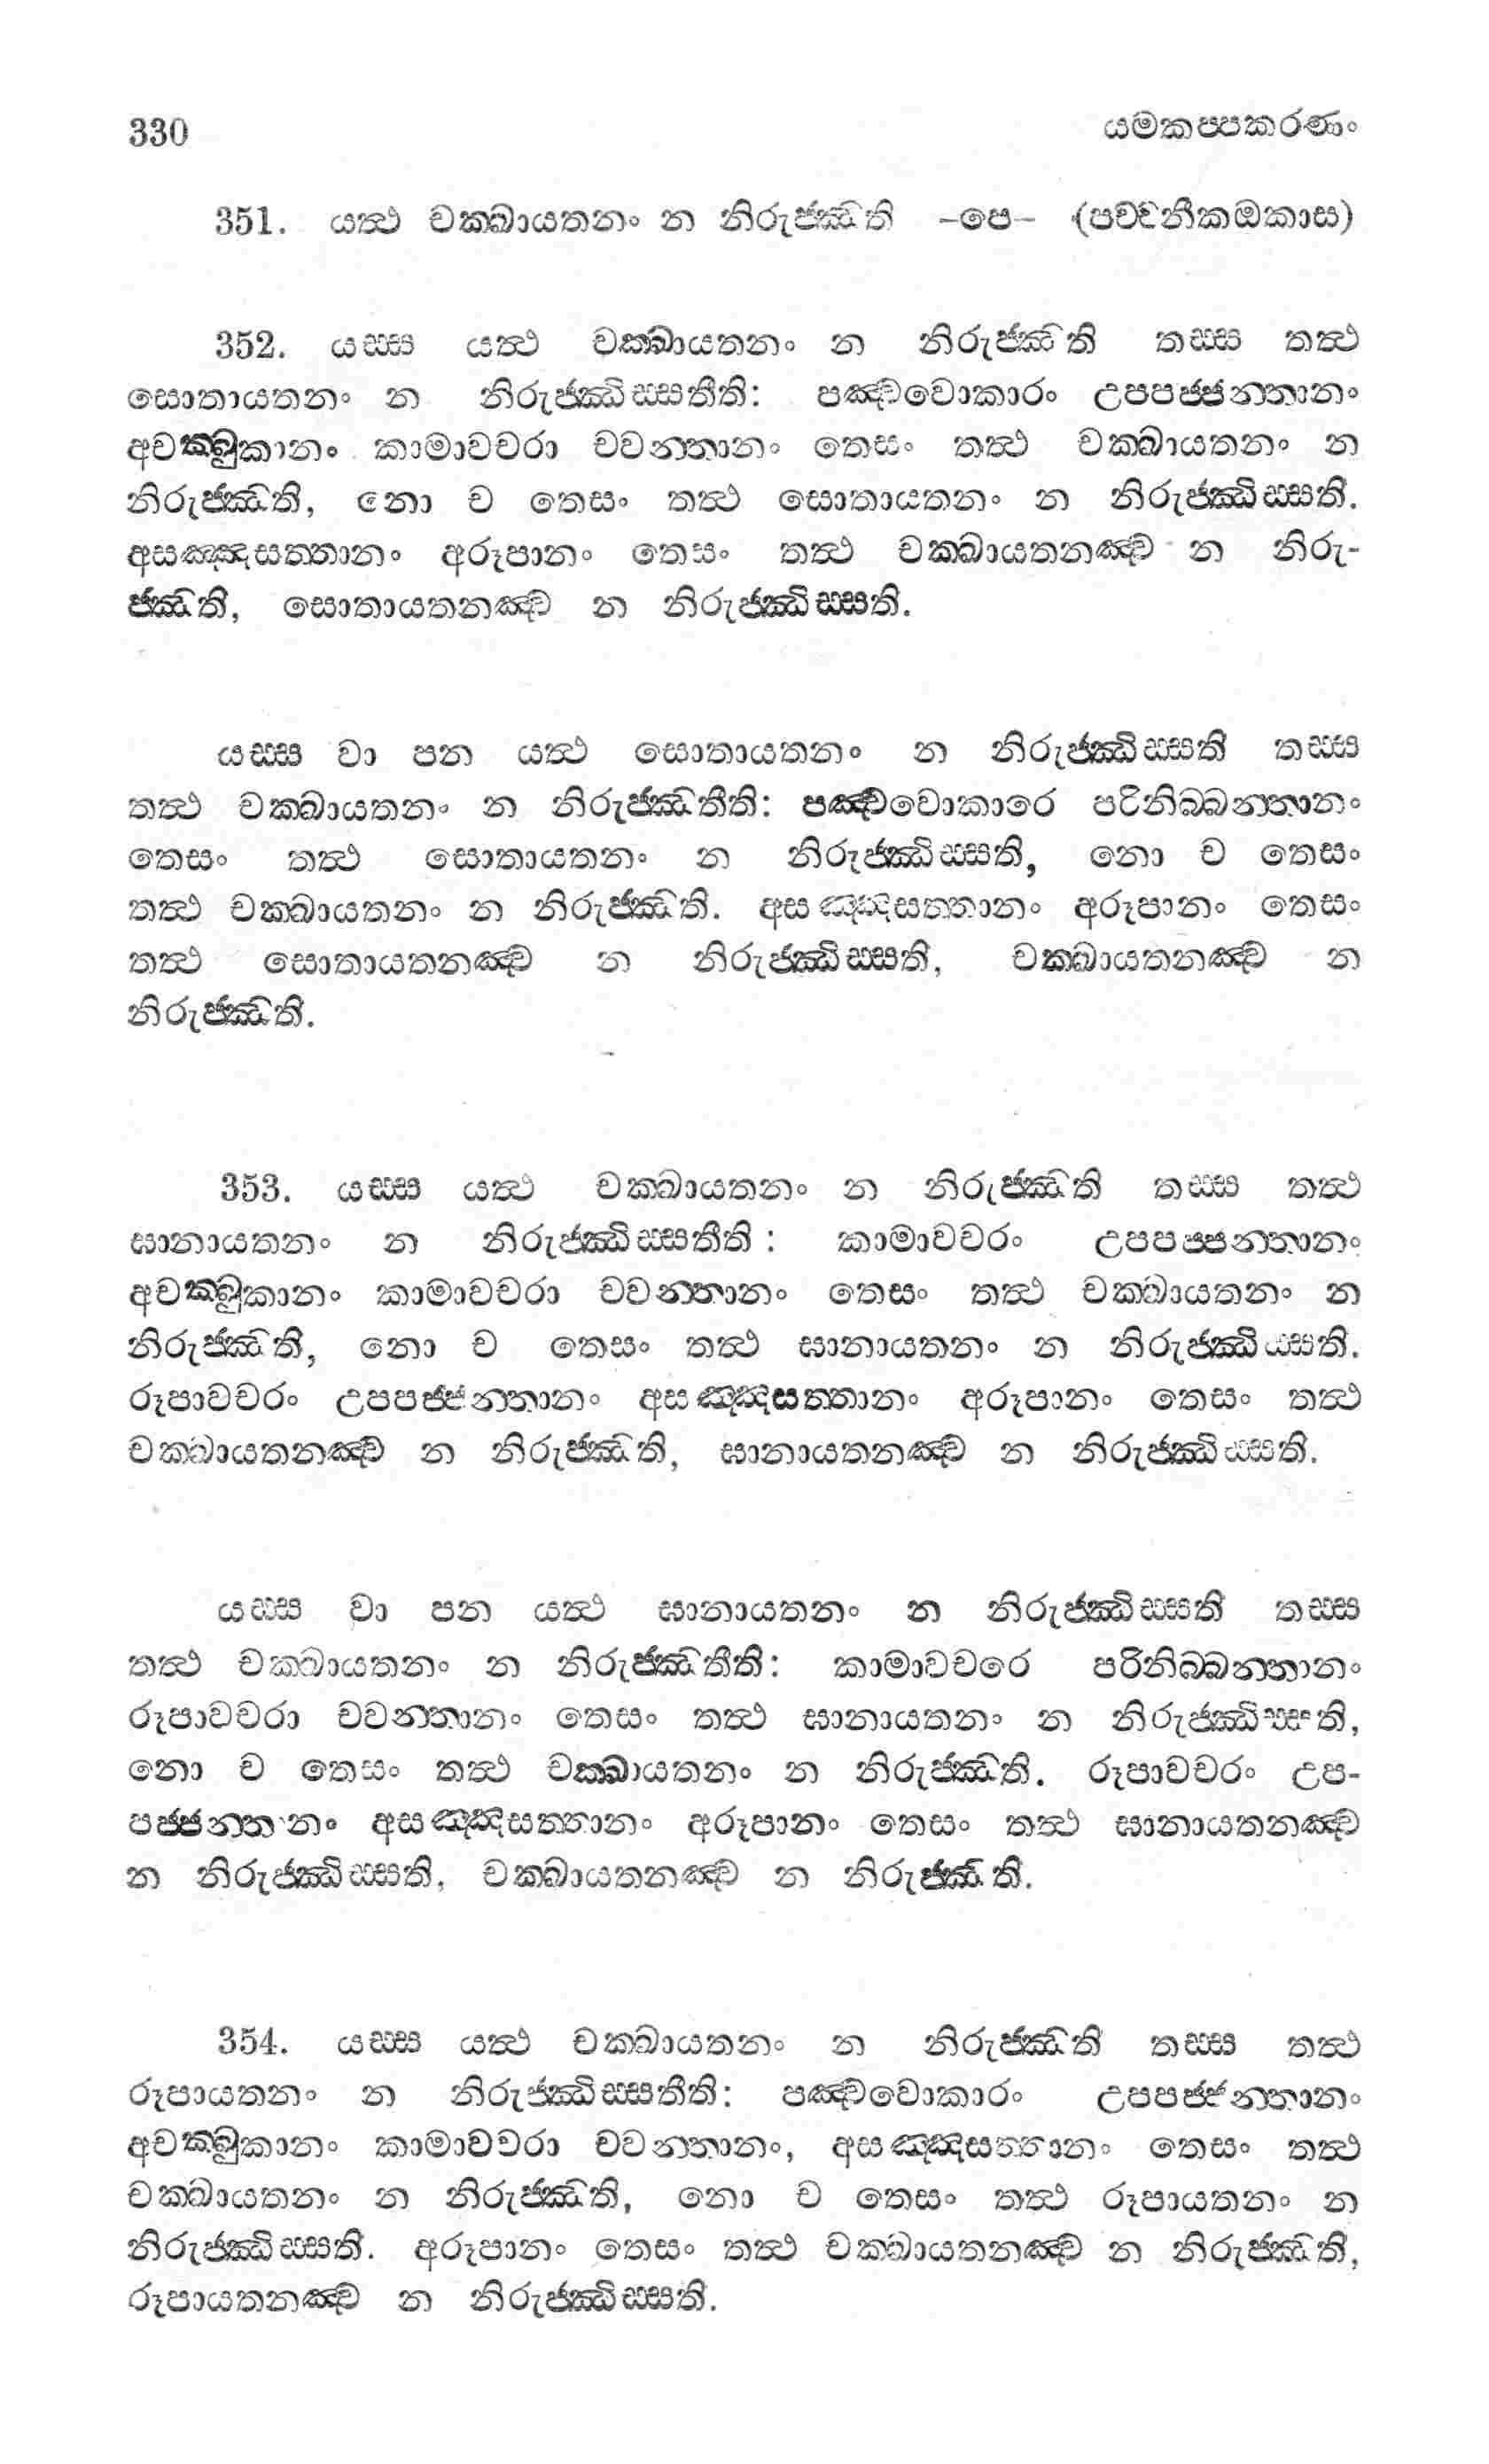 330
යමකප්පකරණං
351. යත්ථ චක්ඛායතනං න නිරුජ්ඣති –පෙ– (පච්චනීකඔකාස)
352. යස්ස යත්ථ චක්ඛායතනං න නිරුජ්ඣති තස්ස තත්ථ
සොතායතනං න නිරුජ්ඣිස්සතීති: පඤ්චවොකාරං උපපජ්ජන්තානං
අචක්ඛුකානං කාමාවචරා චවන්තානං තෙසං තත්ථ චක්ඛායතනං න
නිරුජ්ඣති, නො ච තෙසං තත්ථ සොතායතනං න නිරුජ්ඣිස්සති.
අසඤ්ඤසත්තානං අරූපානං තෙසං තත්ථ චක්ඛායතනඤ්ච න නිරු-
ජ්ඣති, සොතායතනඤ්ච න නිරුජ්ඣිස්සති.
යස්ස වා පන යත්ථ සොතායතනං න නිරුජ්ඣිස්සති තස්ස
තත්ථ චක්ඛායතනං න නිරුජ්ඣතීති: පඤ්චවොකාරෙ පරිනිබ්බන්තානං
තෙසං තත්ථ සොතායතනං න නිරුජ්ඣිස්සති, නො ච තෙසං
තත්ථ චක්ඛායතනං න නිරුජ්ඣති. අසඤ්ඤසත්තානං අරූපානං තෙසං
තත්ථ සොතායතනඤ්ච න නිරුජ්ඣිස්සති, චක්ඛායතනඤ්ච න
නිරුජ්ඣති.
353. යස්ස යත්ථ චක්ඛායතනං න නිරුජ්ඣති තස්ස තත්ථ
ඝානායතනං න නිරුජ්ඣිස්සතීති: කාමාවචරං උපපජ්ජන්තානං
අචක්ඛුකානං කාමාවචරා චවන්තානං තෙසං තත්ථ චක්ඛායතනං න
නිරුජ්ඣති, නො ච තෙසං තත්ථ ඝානායතනං න නිරුජ්ඣිස්සති.
රූපාවචරං උපපජ්ජන්තානං අසඤ්ඤසත්තානං අරූපානං තෙසං තත්ථ
චක්ඛායතනඤ්ච න නිරුජ්ඣති, ඝානායතනඤ්ච න නිරුජ්ඣිස්සති.
යස්ස වා පන යත්ථ ඝානායතනං න නිරුජ්ඣිස්සති තස්ස
තත්ථ චක්ඛායතනං න නිරුජ්ඣතීති: කාමාවචරෙ පරිනිබ්බන්තානං
රූපාවචරා චවන්තානං තෙසං තත්ථ ඝානායතනං න නිරුජ්ඣිස්සති,
නො ච තෙසං තත්ථ චක්ඛායතනං න නිරුජ්ඣති. රූපාවචරං උප-
පජ්ජන්තානං අසඤ්ඤසත්තානං අරූපානං තෙසං තත්ථ ඝානායතනඤ්ච
න නිරුජ්ඣිස්සති, චක්ඛායතනඤ්ච න නිරුජ්ඣති.
354. යස්ස යත්ථ චක්ඛායතනං න නිරුජ්ඣති තස්ස තත්ථ
රූපායතනං න නිරුජ්ඣිස්සතීති: පඤ්චවොකාරං උපපජ්ජන්තානං
අචක්ඛුකානං කාමාවචරා චවන්තානං, අසඤ්ඤසත්තානං තෙසං තත්ථ
චක්ඛායතනං න නිරුජ්ඣති, නො ච තෙසං තත්ථ රූපායතනං න
නිරුජ්ඣිස්සති. අරූපානං තෙසං තත්ථ චක්ඛායතනඤ්ච න නිරුජ්ඣති,
රූපායතනඤ්ච න නිරුජ්ඣිස්සති.